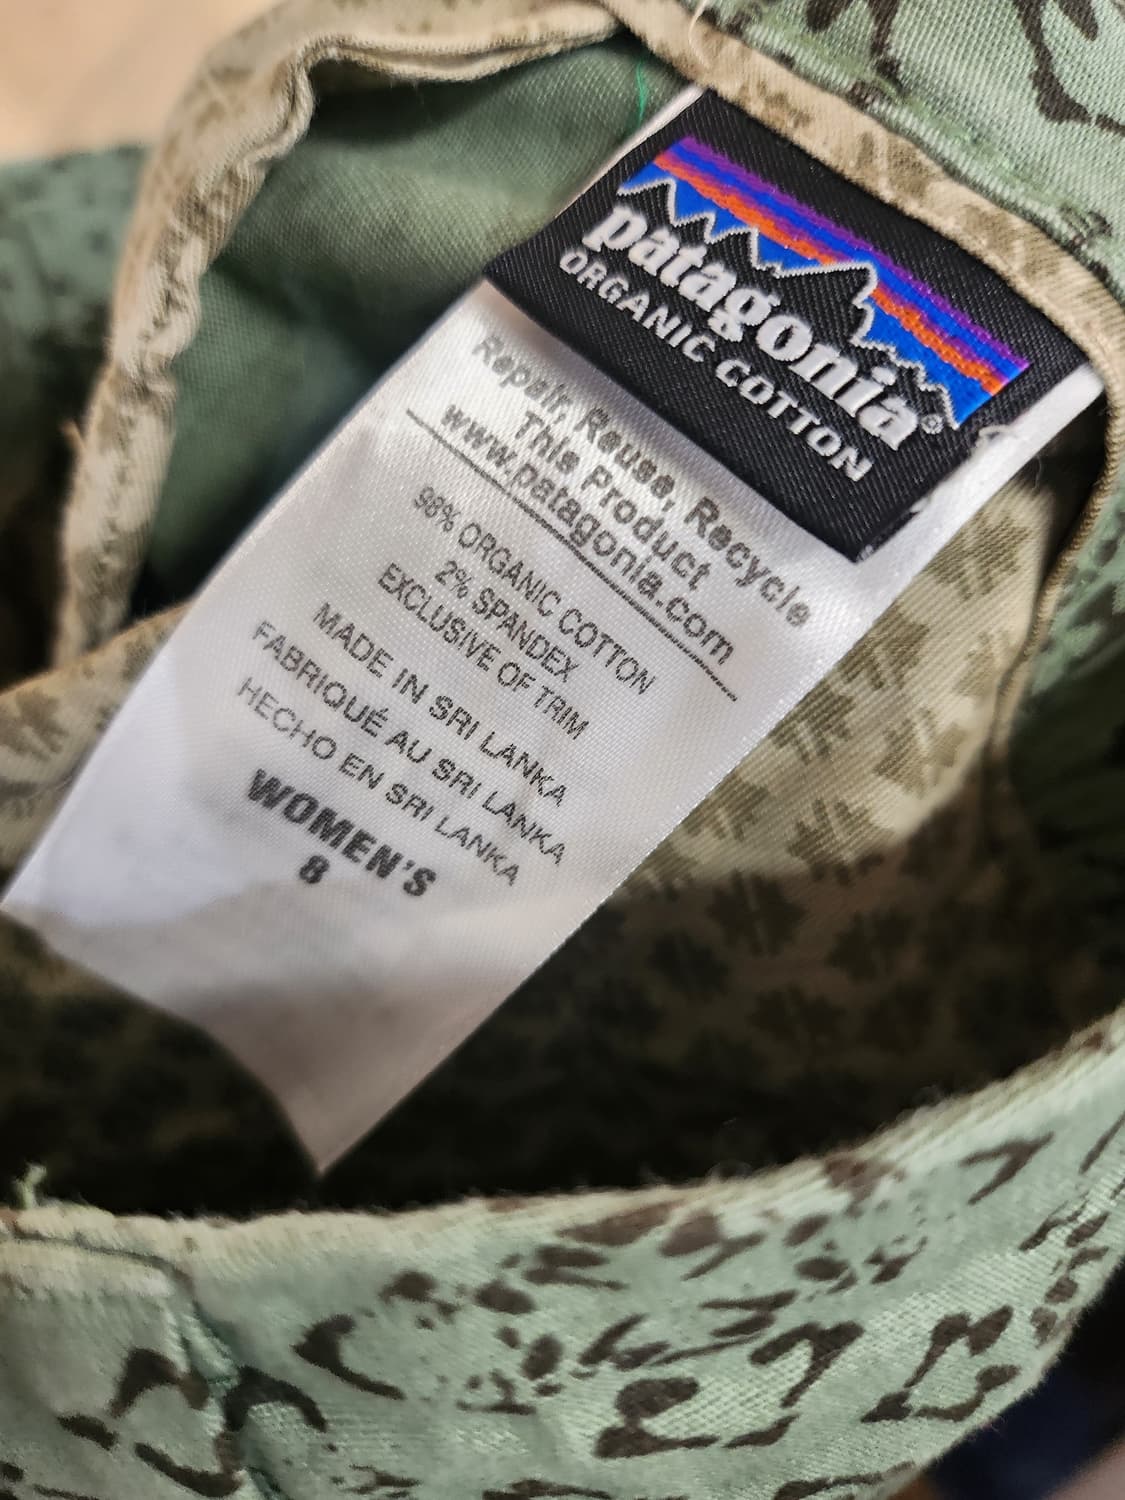 patagonia®
ORGANIC COTTON
Repair, Reuse, Recycle
This Product
www.patagonia.com
98% ORGANIC COTTON
2% SPANDEX
EXCLUSIVE OF TRIM
MADE IN SRI LANKA
FABRIQUÉ AU SRI LANKA
HECHO EN SRI LANKA
WOMEN'S
8